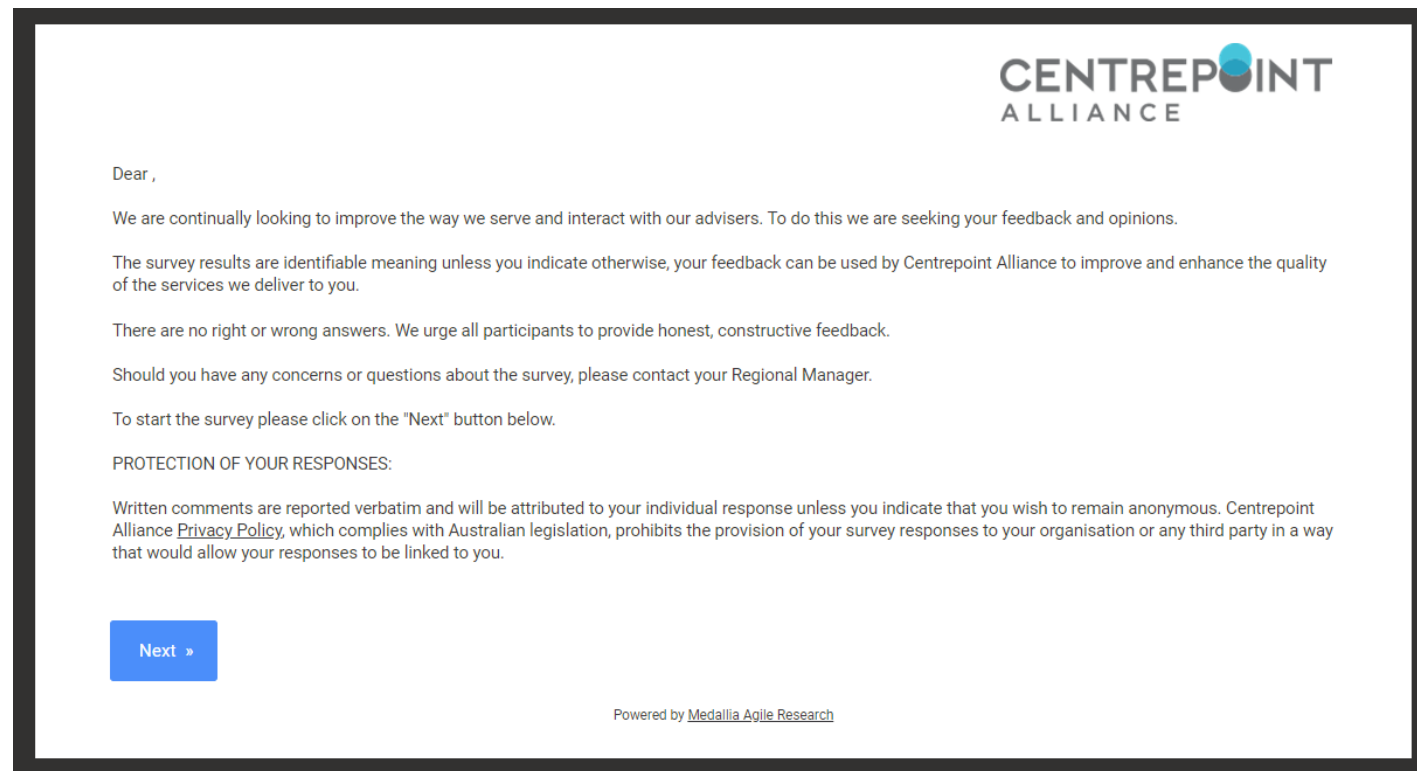 CENTREPOINT
ALLIANCE
Dear ,
We are continually looking to improve the way we serve and interact with our advisers. To do this we are seeking your feedback and opinions.
The survey results are identifiable meaning unless you indicate otherwise, your feedback can be used by Centrepoint Alliance to improve and enhance the quality
of the services we deliver to you.
There are no right or wrong answers. We urge all participants to provide honest, constructive feedback.
Should you have any concerns or questions about the survey, please contact your Regional Manager.
To start the survey please click on the "Next" button below.
PROTECTION OF YOUR RESPONSES:
Written comments are reported verbatim and will be attributed to your individual response unless you indicate that you wish to remain anonymous. Centrepoint
Alliance Privacy Policy, which complies with Australian legislation, prohibits the provision of your survey responses to your organisation or any third party in a way
that would allow your responses to be linked to you.
Next »
Powered by Medallia Agile Research